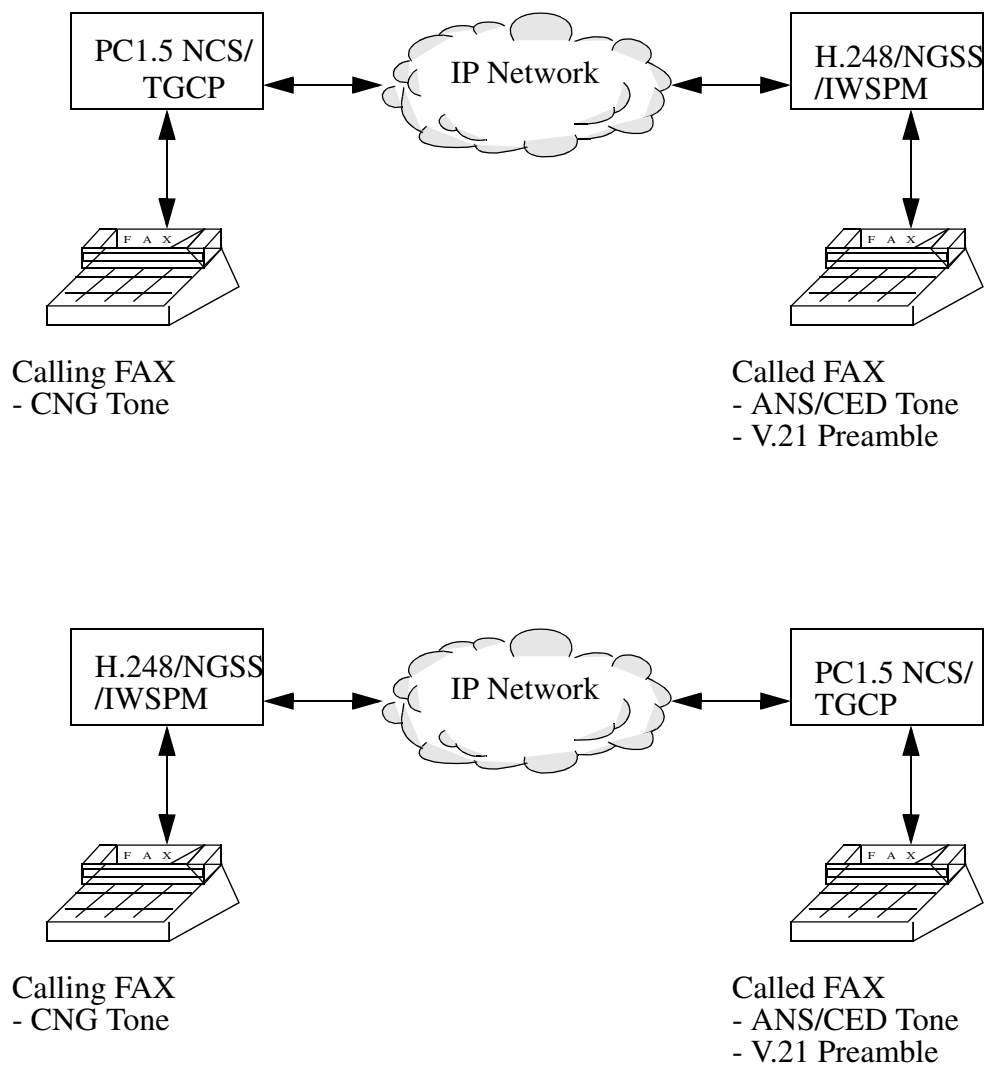 PC1.5 NCS/
TGCP
IP Network
H.248/NGSS
/IWSPM
F A X
F A X
Calling FAX
- CNG Tone
Called FAX
- ANS/CED Tone
- V.21 Preamble
H.248/NGSS
/IWSPM
IP Network
PC1.5 NCS/
TGCP
F A X
F A X
Calling FAX
- CNG Tone
Called FAX
- ANS/CED Tone
- V.21 Preamble